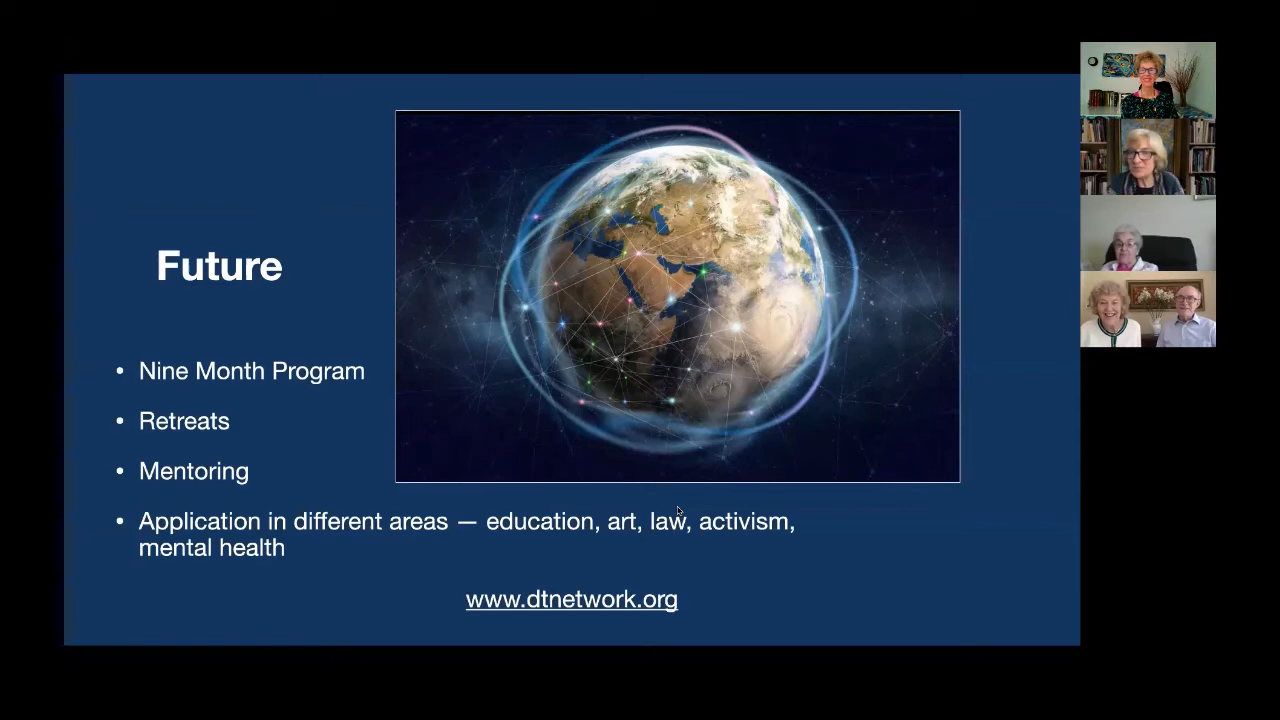 Future
• Nine Month Program
• Retreats
• Mentoring
• Application in different areas — education, art, law, activism,
mental health
www.dtnetwork.org